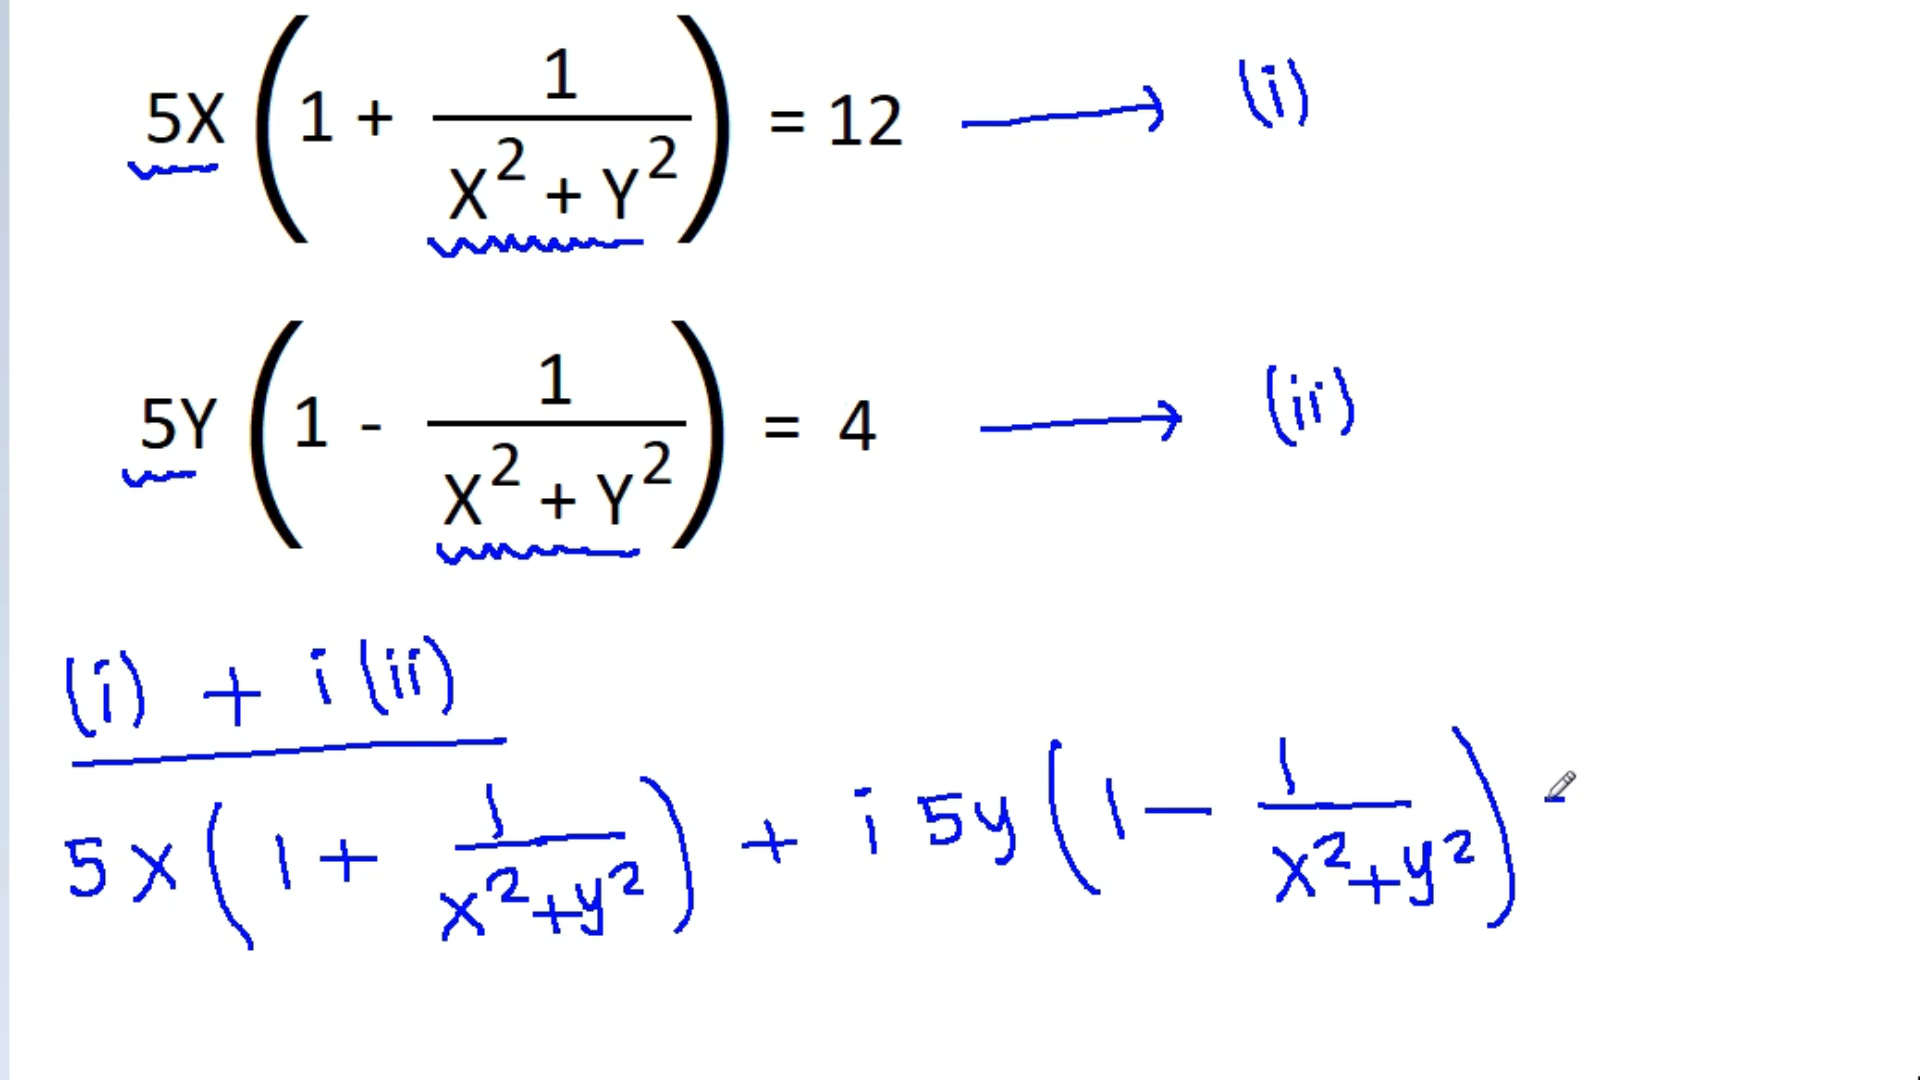 5X (1 + 1/(X² + Y²)) = 12 ⟶ (i)
5Y (1 - 1/(X² + Y²)) = 4 ⟶ (ii)
(i) + i (ii)
5x (1 + 1/(x²+y²)) + i 5y (1 - 1/(x²+y²))